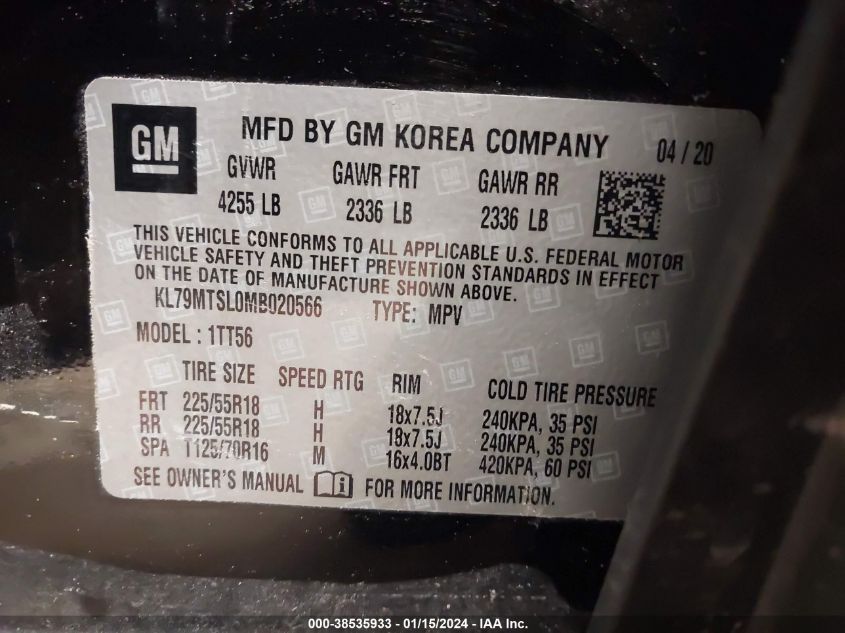 GM MFD BY GM KOREA COMPANY 04 / 20
GVWR GAWR FRT GAWR RR
4255 LB 2336 LB 2336 LB
THIS VEHICLE CONFORMS TO ALL APPLICABLE U.S. FEDERAL MOTOR
VEHICLE SAFETY AND THEFT PREVENTION STANDARDS IN EFFECT
ON THE DATE OF MANUFACTURE SHOWN ABOVE.
KL79MTSL0MB020566 TYPE: MPV
MODEL : 1TT56
TIRE SIZE SPEED RTG RIM COLD TIRE PRESSURE
FRT 225/55R18 H 18x7.5J 240KPA, 35 PSI
RR 225/55R18 H 18x7.5J 240KPA, 35 PSI
SPA T125/70R16 M 16x4.0BT 420KPA, 60 PSI
SEE OWNER'S MANUAL FOR MORE INFORMATION.
000-38535933 - 01/15/2024 - IAA Inc.